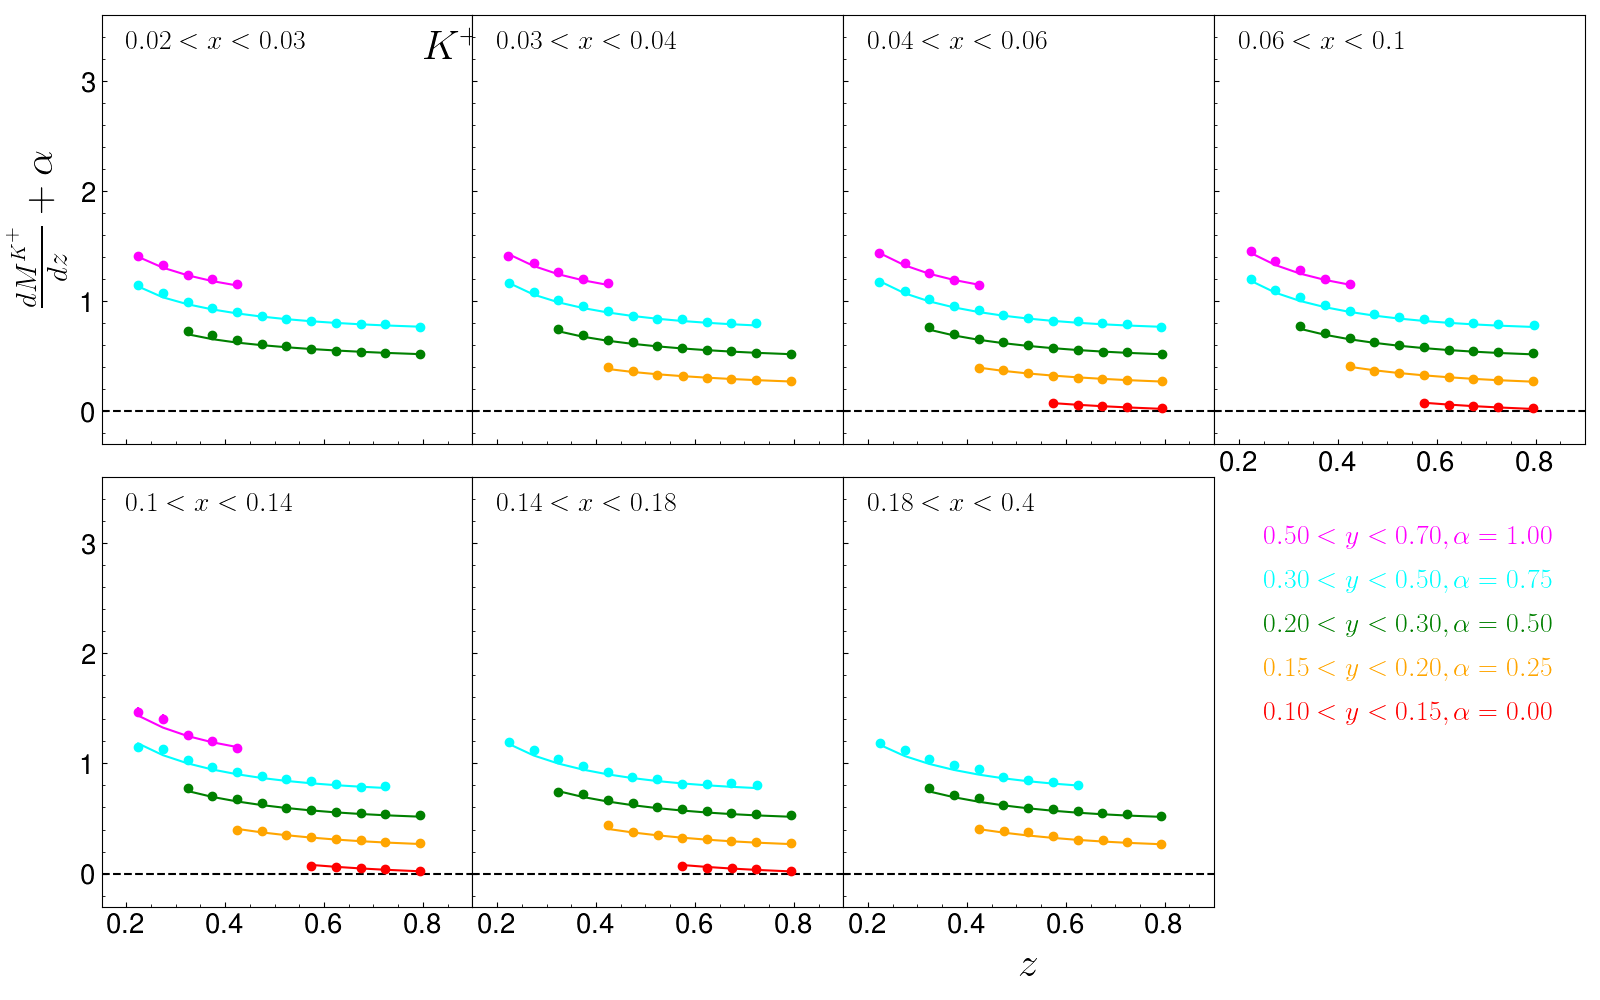 0.02 < x < 0.03
K⁺
0.03 < x < 0.04
0.04 < x < 0.06
0.06 < x < 0.1
3
2
1
0
dM^{K⁺}/dz + α
0.2 0.4 0.6 0.8
0.1 < x < 0.14
0.14 < x < 0.18
0.18 < x < 0.4
3
2
1
0
0.50 < y < 0.70, α = 1.00
0.30 < y < 0.50, α = 0.75
0.20 < y < 0.30, α = 0.50
0.15 < y < 0.20, α = 0.25
0.10 < y < 0.15, α = 0.00
0.2 0.4 0.6 0.8 0.2 0.4 0.6 0.8 0.2 0.4 0.6 0.8
z